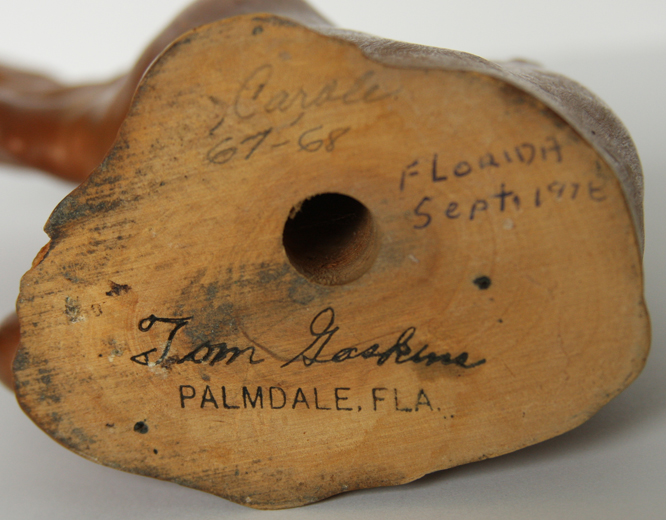 Carole
67-68
FLORIDA
Sept, 1978
Tom Gaskins
PALMDALE, FLA.